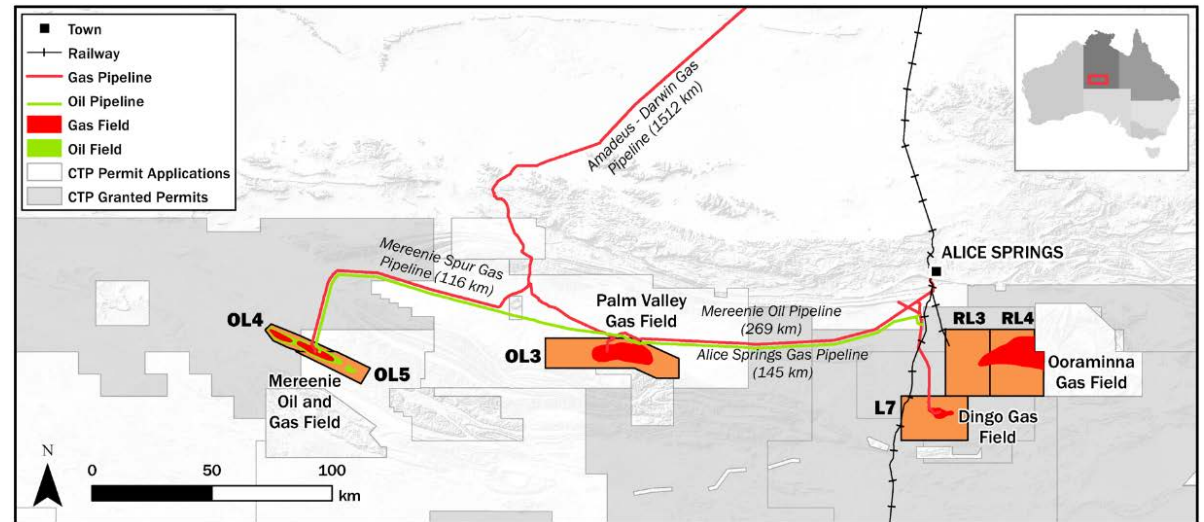 Town
Railway
Gas Pipeline
Oil Pipeline
Gas Field
Oil Field
CTP Permit Applications
CTP Granted Permits
Amadeus - Darwin Gas
Pipeline (1512 km)
ALICE SPRINGS
Mereenie Spur Gas
Pipeline (116 km)
Palm Valley
Gas Field
Mereenie Oil Pipeline
(269 km)
RL3
RL4
OL4
OL3
Alice Springs Gas Pipeline
(145 km)
Ooraminna
Gas Field
OL5
Mereenie
Oil and
Gas Field
L7
Dingo Gas
Field
N
0 50 100
km